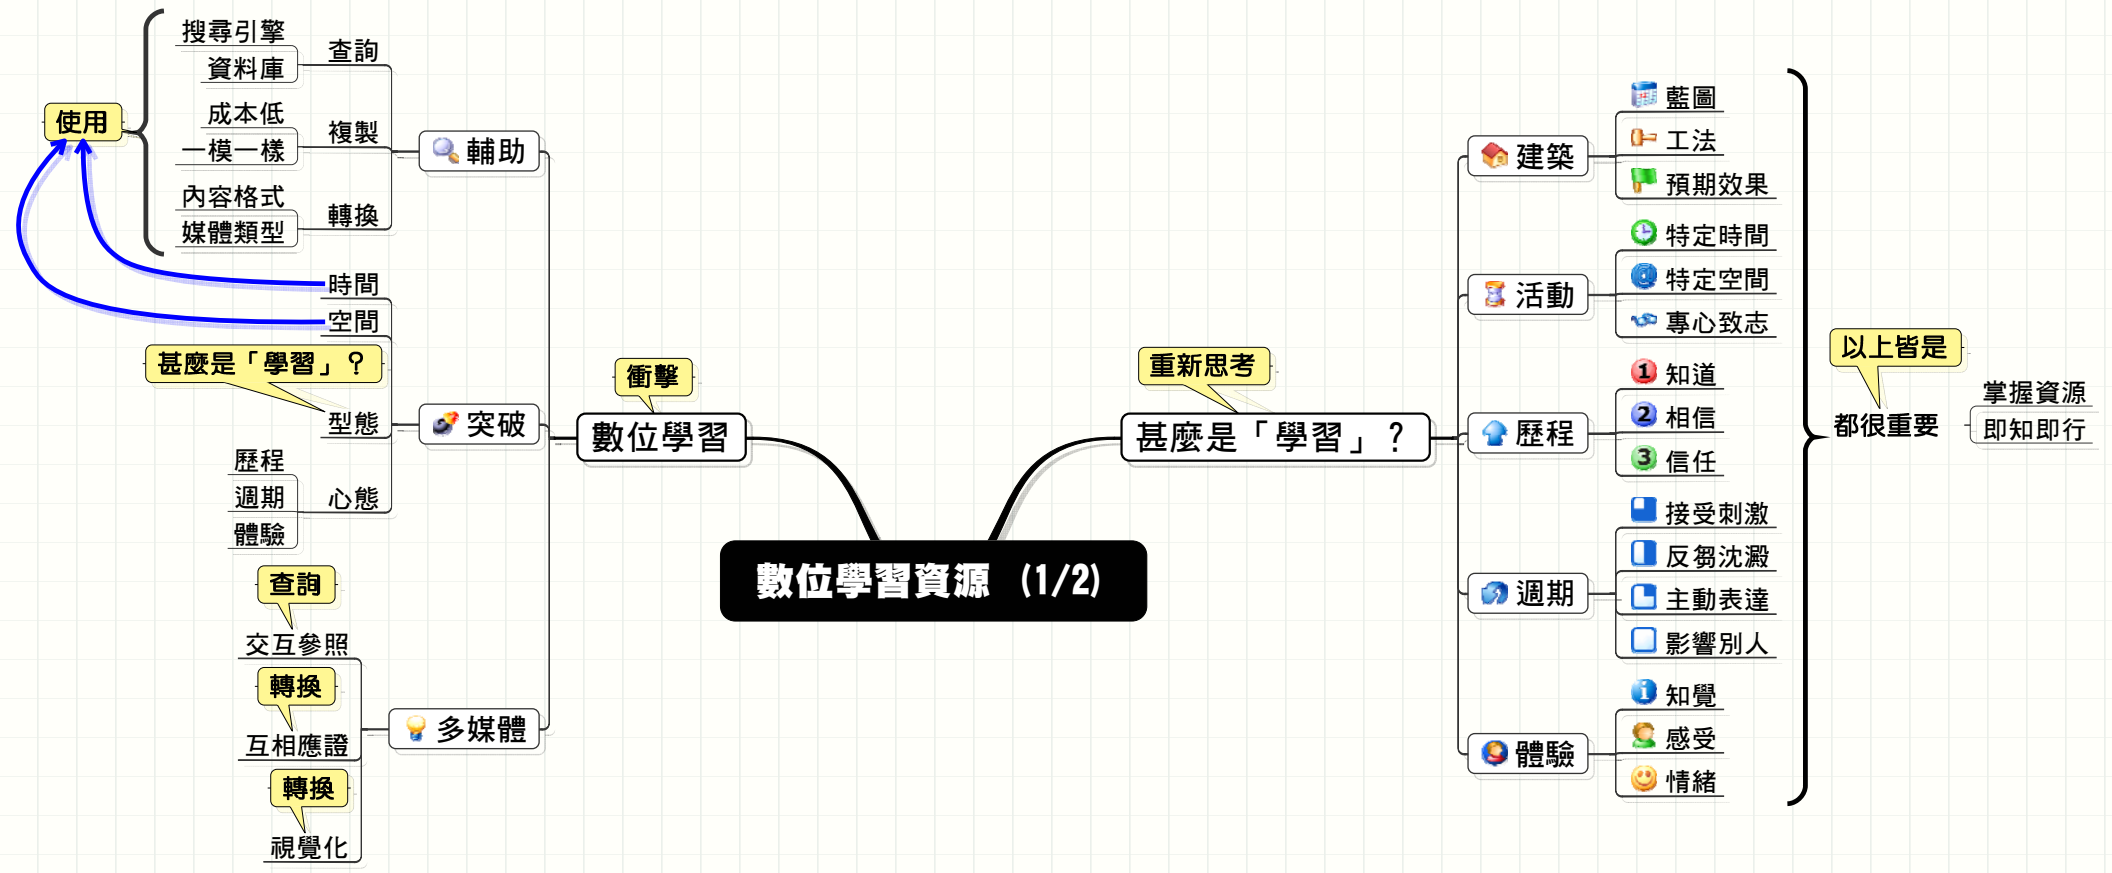 數位學習資源 (1/2)
衝擊
數位學習
輔助
查詢
搜尋引擎
資料庫
複製
成本低
一模一樣
轉換
內容格式
媒體類型
使用
突破
時間
空間
甚麼是「學習」?
型態
心態
歷程
週期
體驗
多媒體
查詢
交互參照
轉換
互相應證
轉換
視覺化
重新思考
甚麼是「學習」?
建築
藍圖
工法
預期效果
活動
特定時間
特定空間
專心致志
歷程
1 知道
2 相信
3 信任
週期
接受刺激
反芻沈澱
主動表達
影響別人
體驗
知覺
感受
情緒
以上皆是
都很重要
掌握資源
即知即行